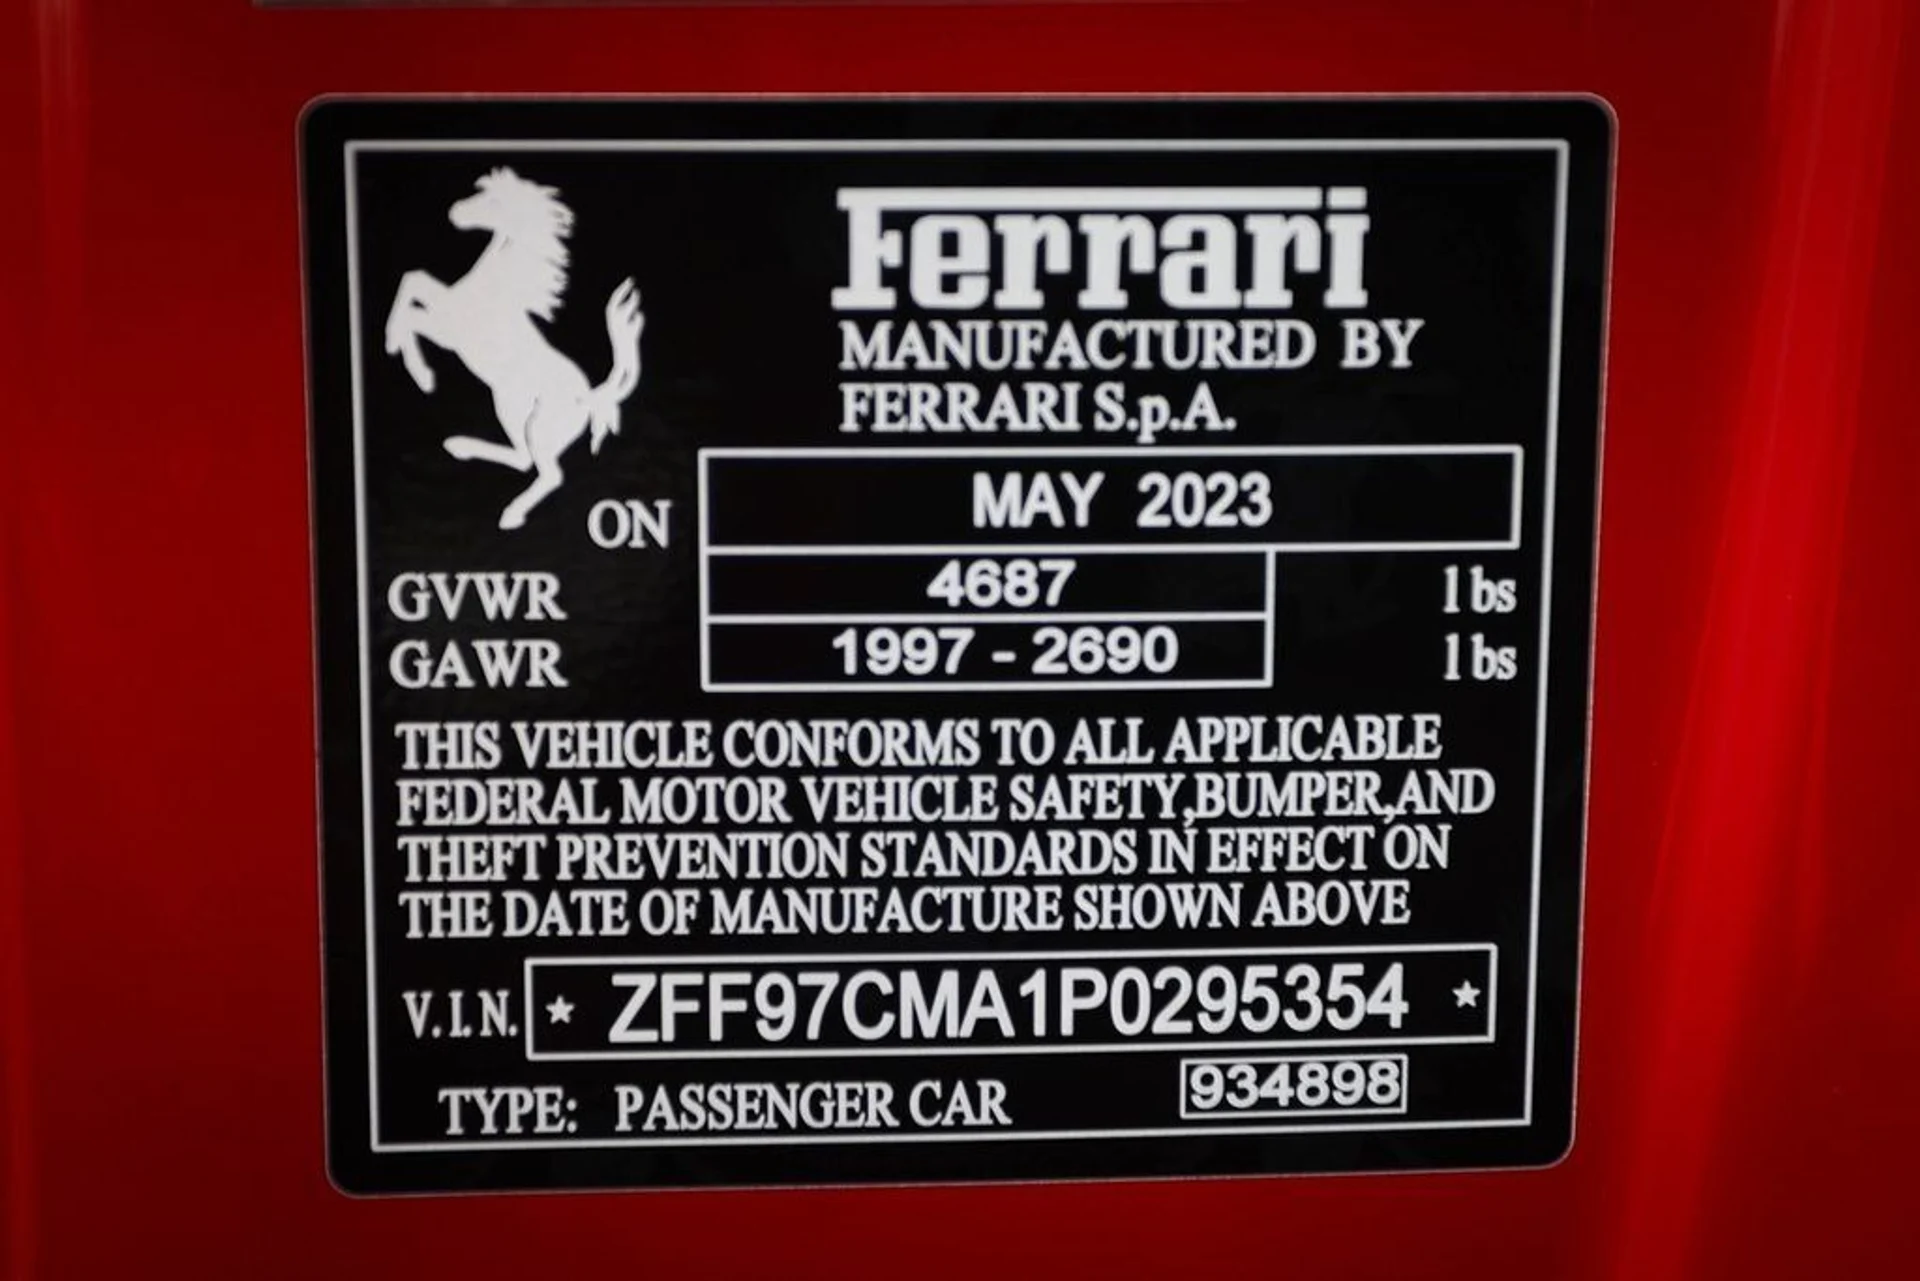 Ferrari
MANUFACTURED BY
FERRARI S.p.A.
ON MAY 2023
GVWR 4687 lbs
GAWR 1997 - 2690 lbs
THIS VEHICLE CONFORMS TO ALL APPLICABLE
FEDERAL MOTOR VEHICLE SAFETY,BUMPER,AND
THEFT PREVENTION STANDARDS IN EFFECT ON
THE DATE OF MANUFACTURE SHOWN ABOVE
V.I.N. ★ ZFF97CMA1P0295354 ★
TYPE: PASSENGER CAR 934898